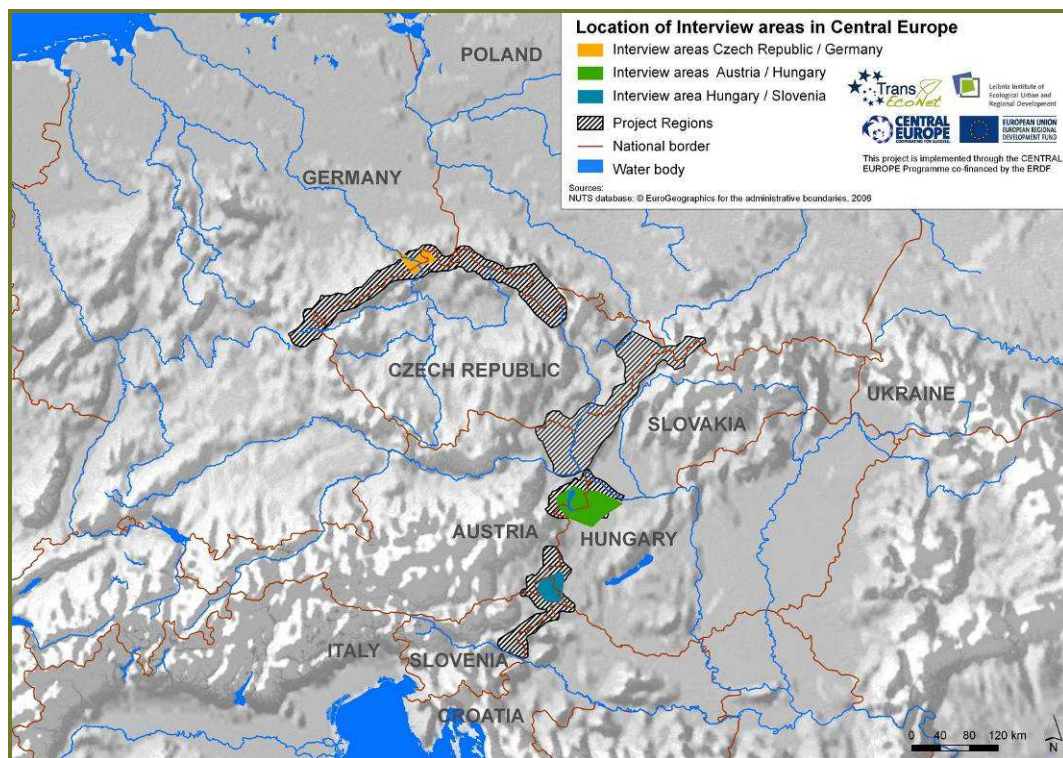 Location of Interview areas in Central Europe
Interview areas Czech Republic / Germany
Interview areas Austria / Hungary
Interview area Hungary / Slovenia
Project Regions
National border
Water body
Sources:
NUTS database: © EuroGeographics for the administrative boundaries, 2006
Trans
EcoNet
Leibniz Institute of
Ecological Urban and
Regional Development
CENTRAL
EUROPE
COOPERATING FOR SUCCESS.
EUROPEAN UNION
EUROPEAN REGIONAL
DEVELOPMENT FUND
This project is implemented through the CENTRAL
EUROPE Programme co-financed by the ERDF
POLAND
GERMANY
CZECH REPUBLIC
UKRAINE
SLOVAKIA
AUSTRIA
HUNGARY
ITALY
SLOVENIA
CROATIA
0 40 80 120 km
N